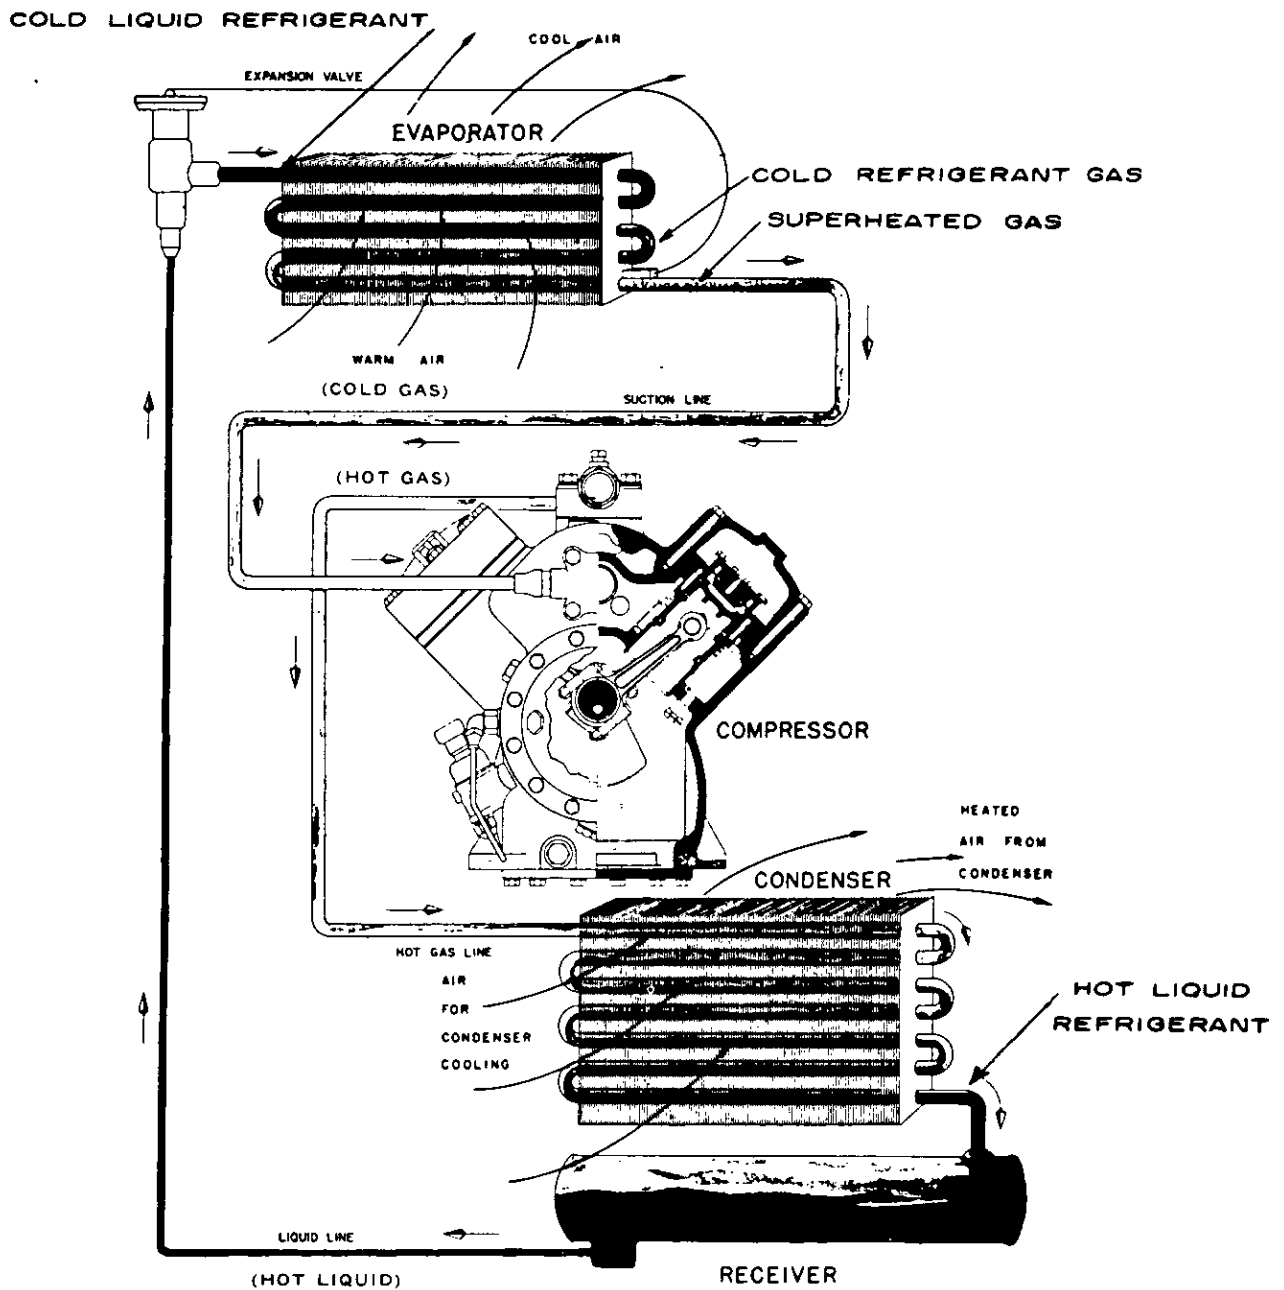 COLD LIQUID REFRIGERANT
COOL AIR
EXPANSION VALVE
EVAPORATOR
COLD REFRIGERANT GAS
SUPERHEATED GAS
WARM AIR
(COLD GAS)
SUCTION LINE
(HOT GAS)
COMPRESSOR
HEATED
AIR FROM
CONDENSER
CONDENSER
HOT GAS LINE
AIR
FOR
CONDENSER
COOLING
HOT LIQUID
REFRIGERANT
LIQUID LINE
(HOT LIQUID)
RECEIVER